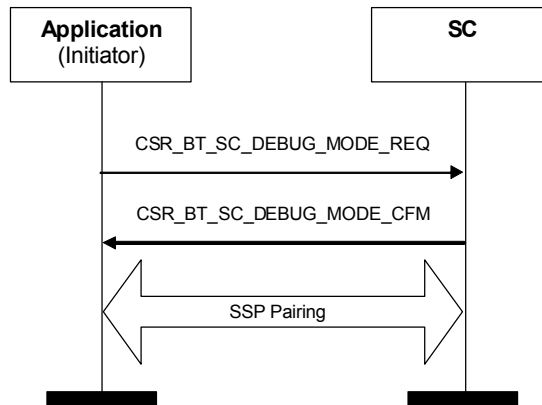 Application
(Initiator)
SC
CSR_BT_SC_DEBUG_MODE_REQ
CSR_BT_SC_DEBUG_MODE_CFM
SSP Pairing